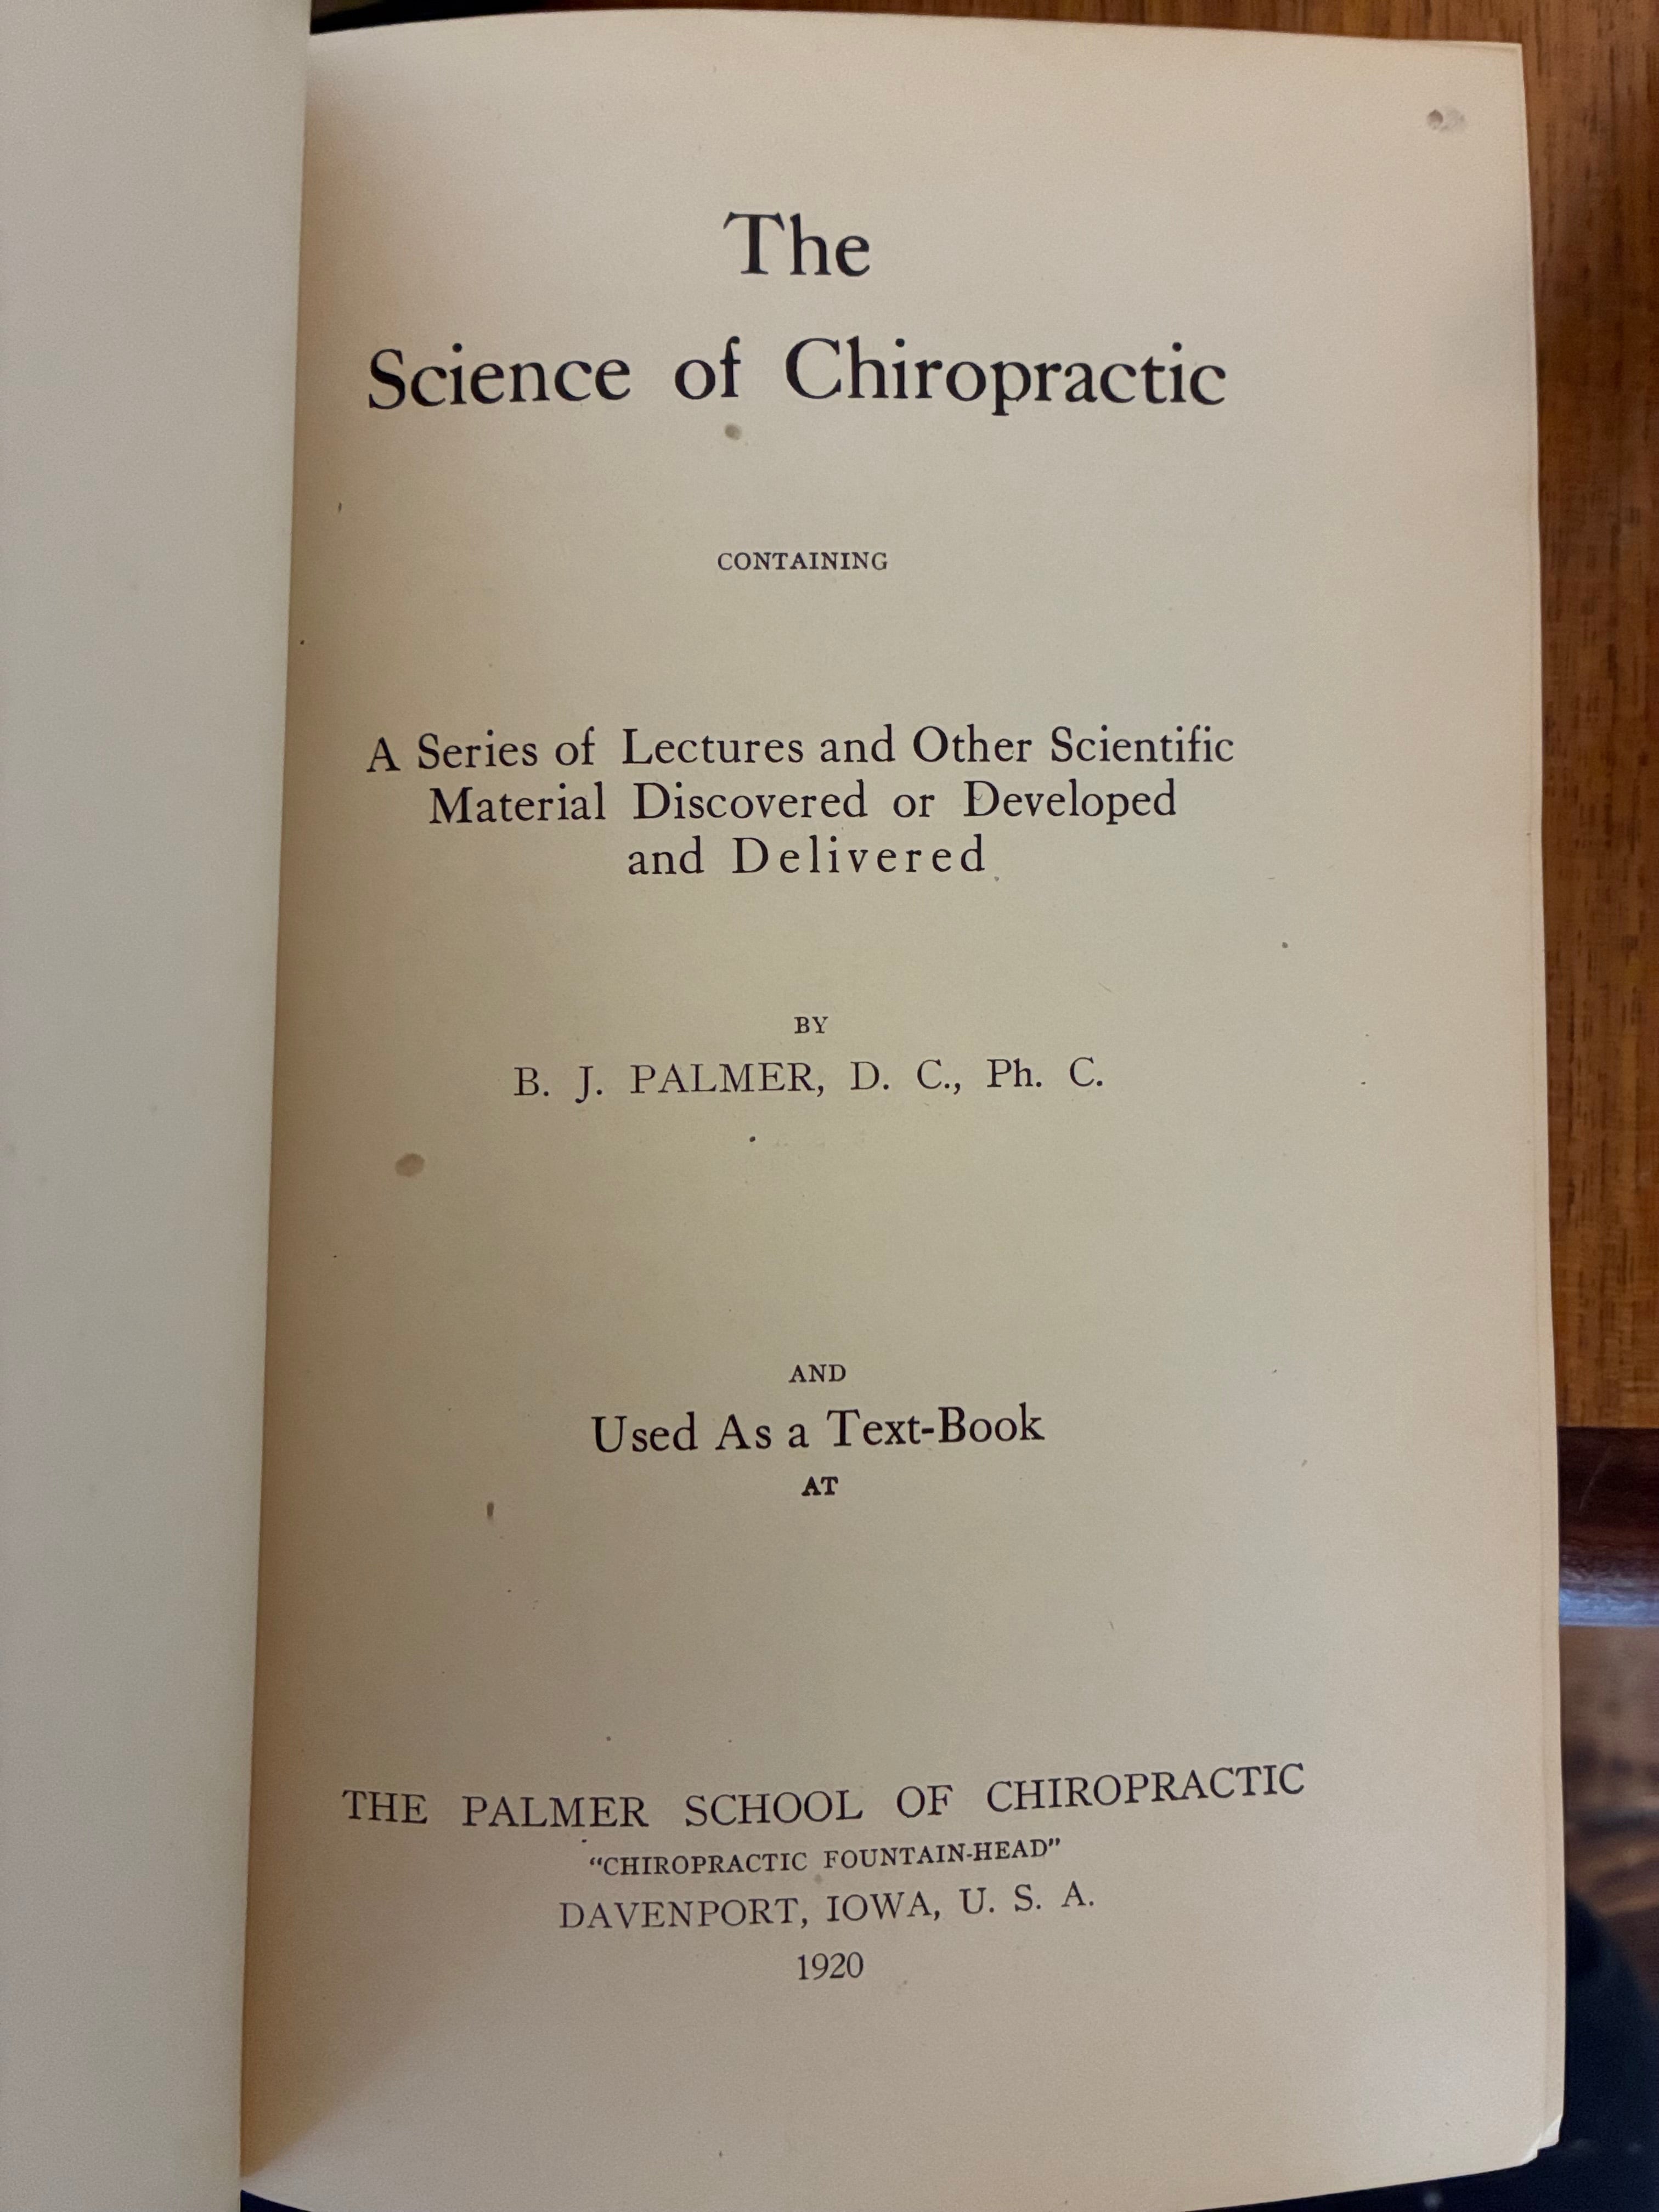 The
Science of Chiropractic
CONTAINING
A Series of Lectures and Other Scientific
Material Discovered or Developed
and Delivered
BY
B. J. PALMER, D. C., Ph. C.
AND
Used As a Text-Book
AT
THE PALMER SCHOOL OF CHIROPRACTIC
“CHIROPRACTIC FOUNTAIN-HEAD”
DAVENPORT, IOWA, U. S. A.
1920